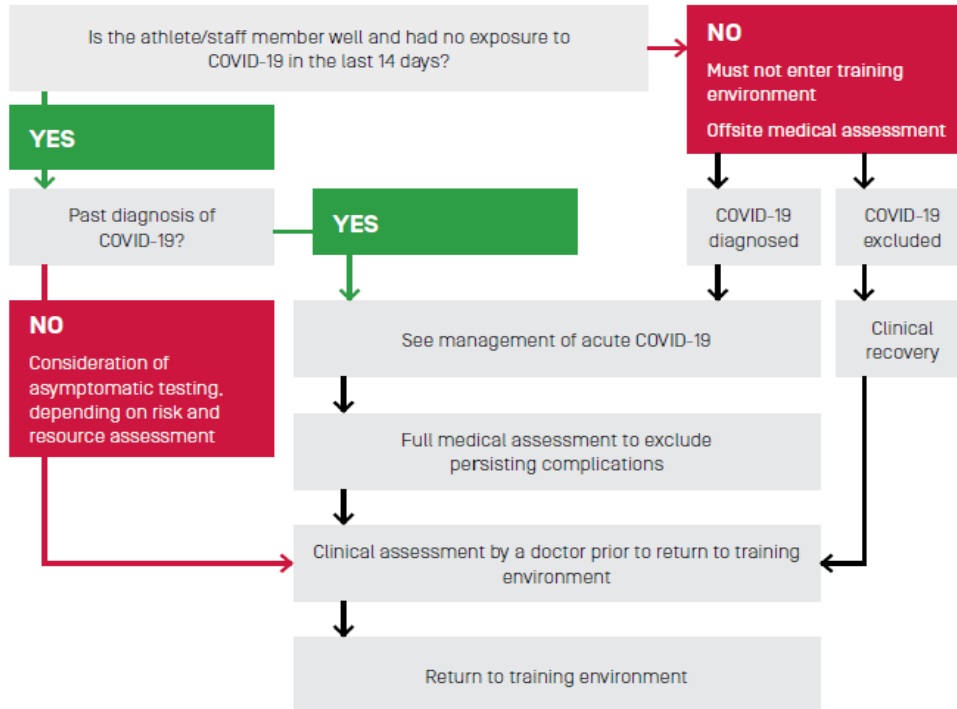 Is the athlete/staff member well and had no exposure to
COVID-19 in the last 14 days?
NO
Must not enter training
environment
Offsite medical assessment
YES
Past diagnosis of
COVID-19?
YES
COVID-19
diagnosed
COVID-19
excluded
NO
Consideration of
asymptomatic testing,
depending on risk and
resource assessment
See management of acute COVID-19
Clinical
recovery
Full medical assessment to exclude
persisting complications
Clinical assessment by a doctor prior to return to training
environment
Return to training environment